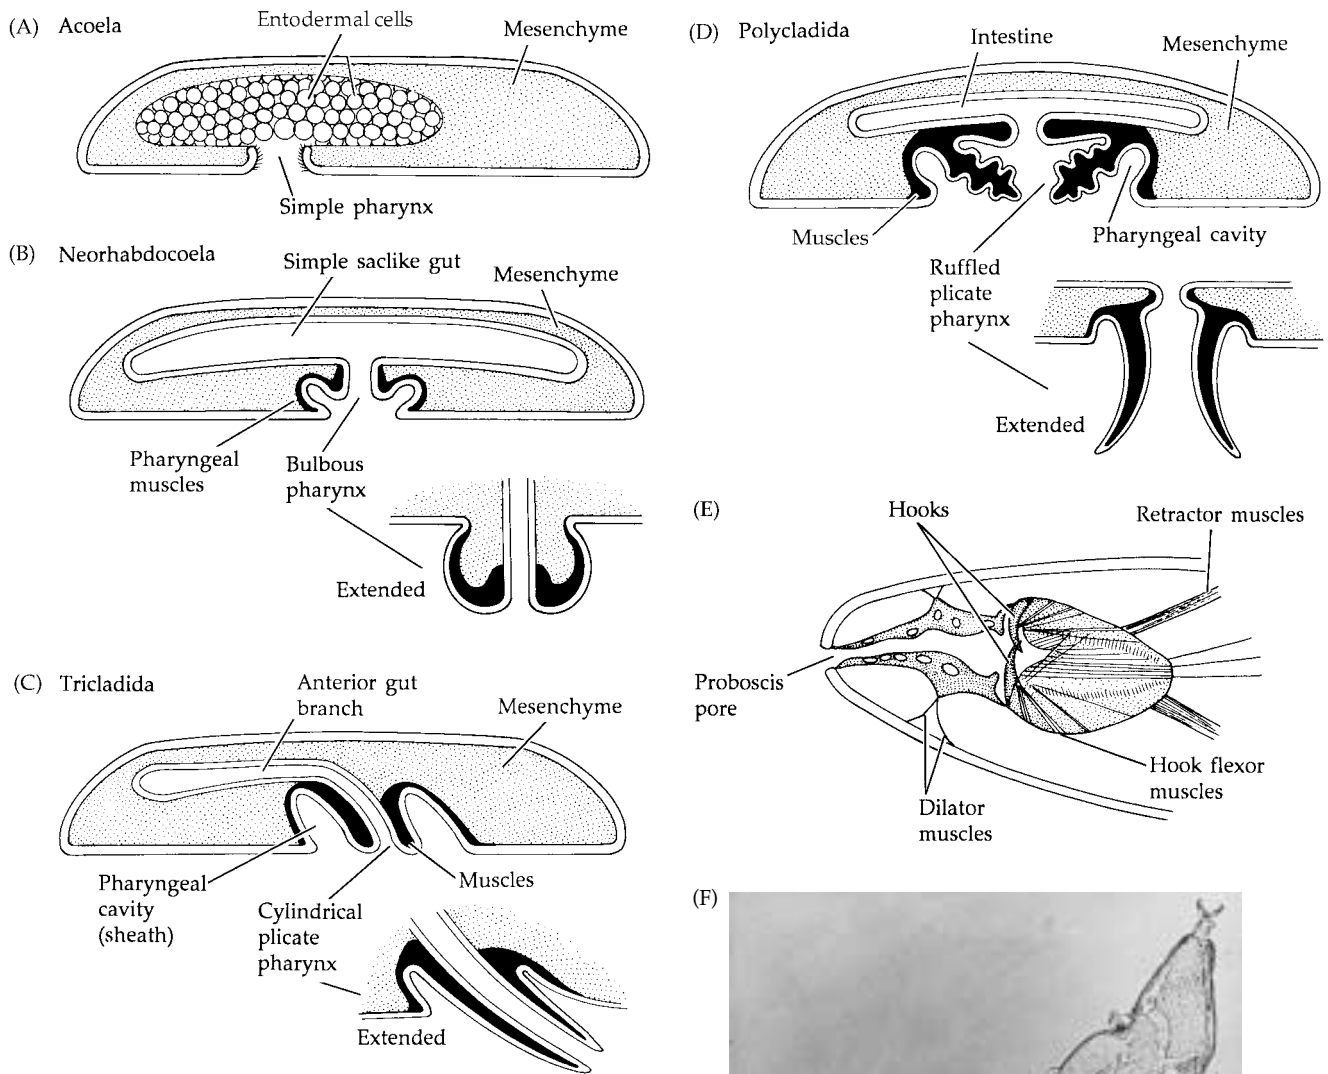 (A) Acoela
Entodermal cells
Mesenchyme
Simple pharynx
(B) Neorhabdocoela
Simple saclike gut
Mesenchyme
Pharyngeal
muscles
Bulbous
pharynx
Extended
(C) Tricladida
Anterior gut
branch
Mesenchyme
Pharyngeal
cavity
(sheath)
Cylindrical
plicate
pharynx
Muscles
Extended
(D) Polycladida
Intestine
Mesenchyme
Muscles
Ruffled
plicate
pharynx
Pharyngeal cavity
Extended
(E)
Hooks
Retractor muscles
Proboscis
pore
Dilator
muscles
Hook flexor
muscles
(F)